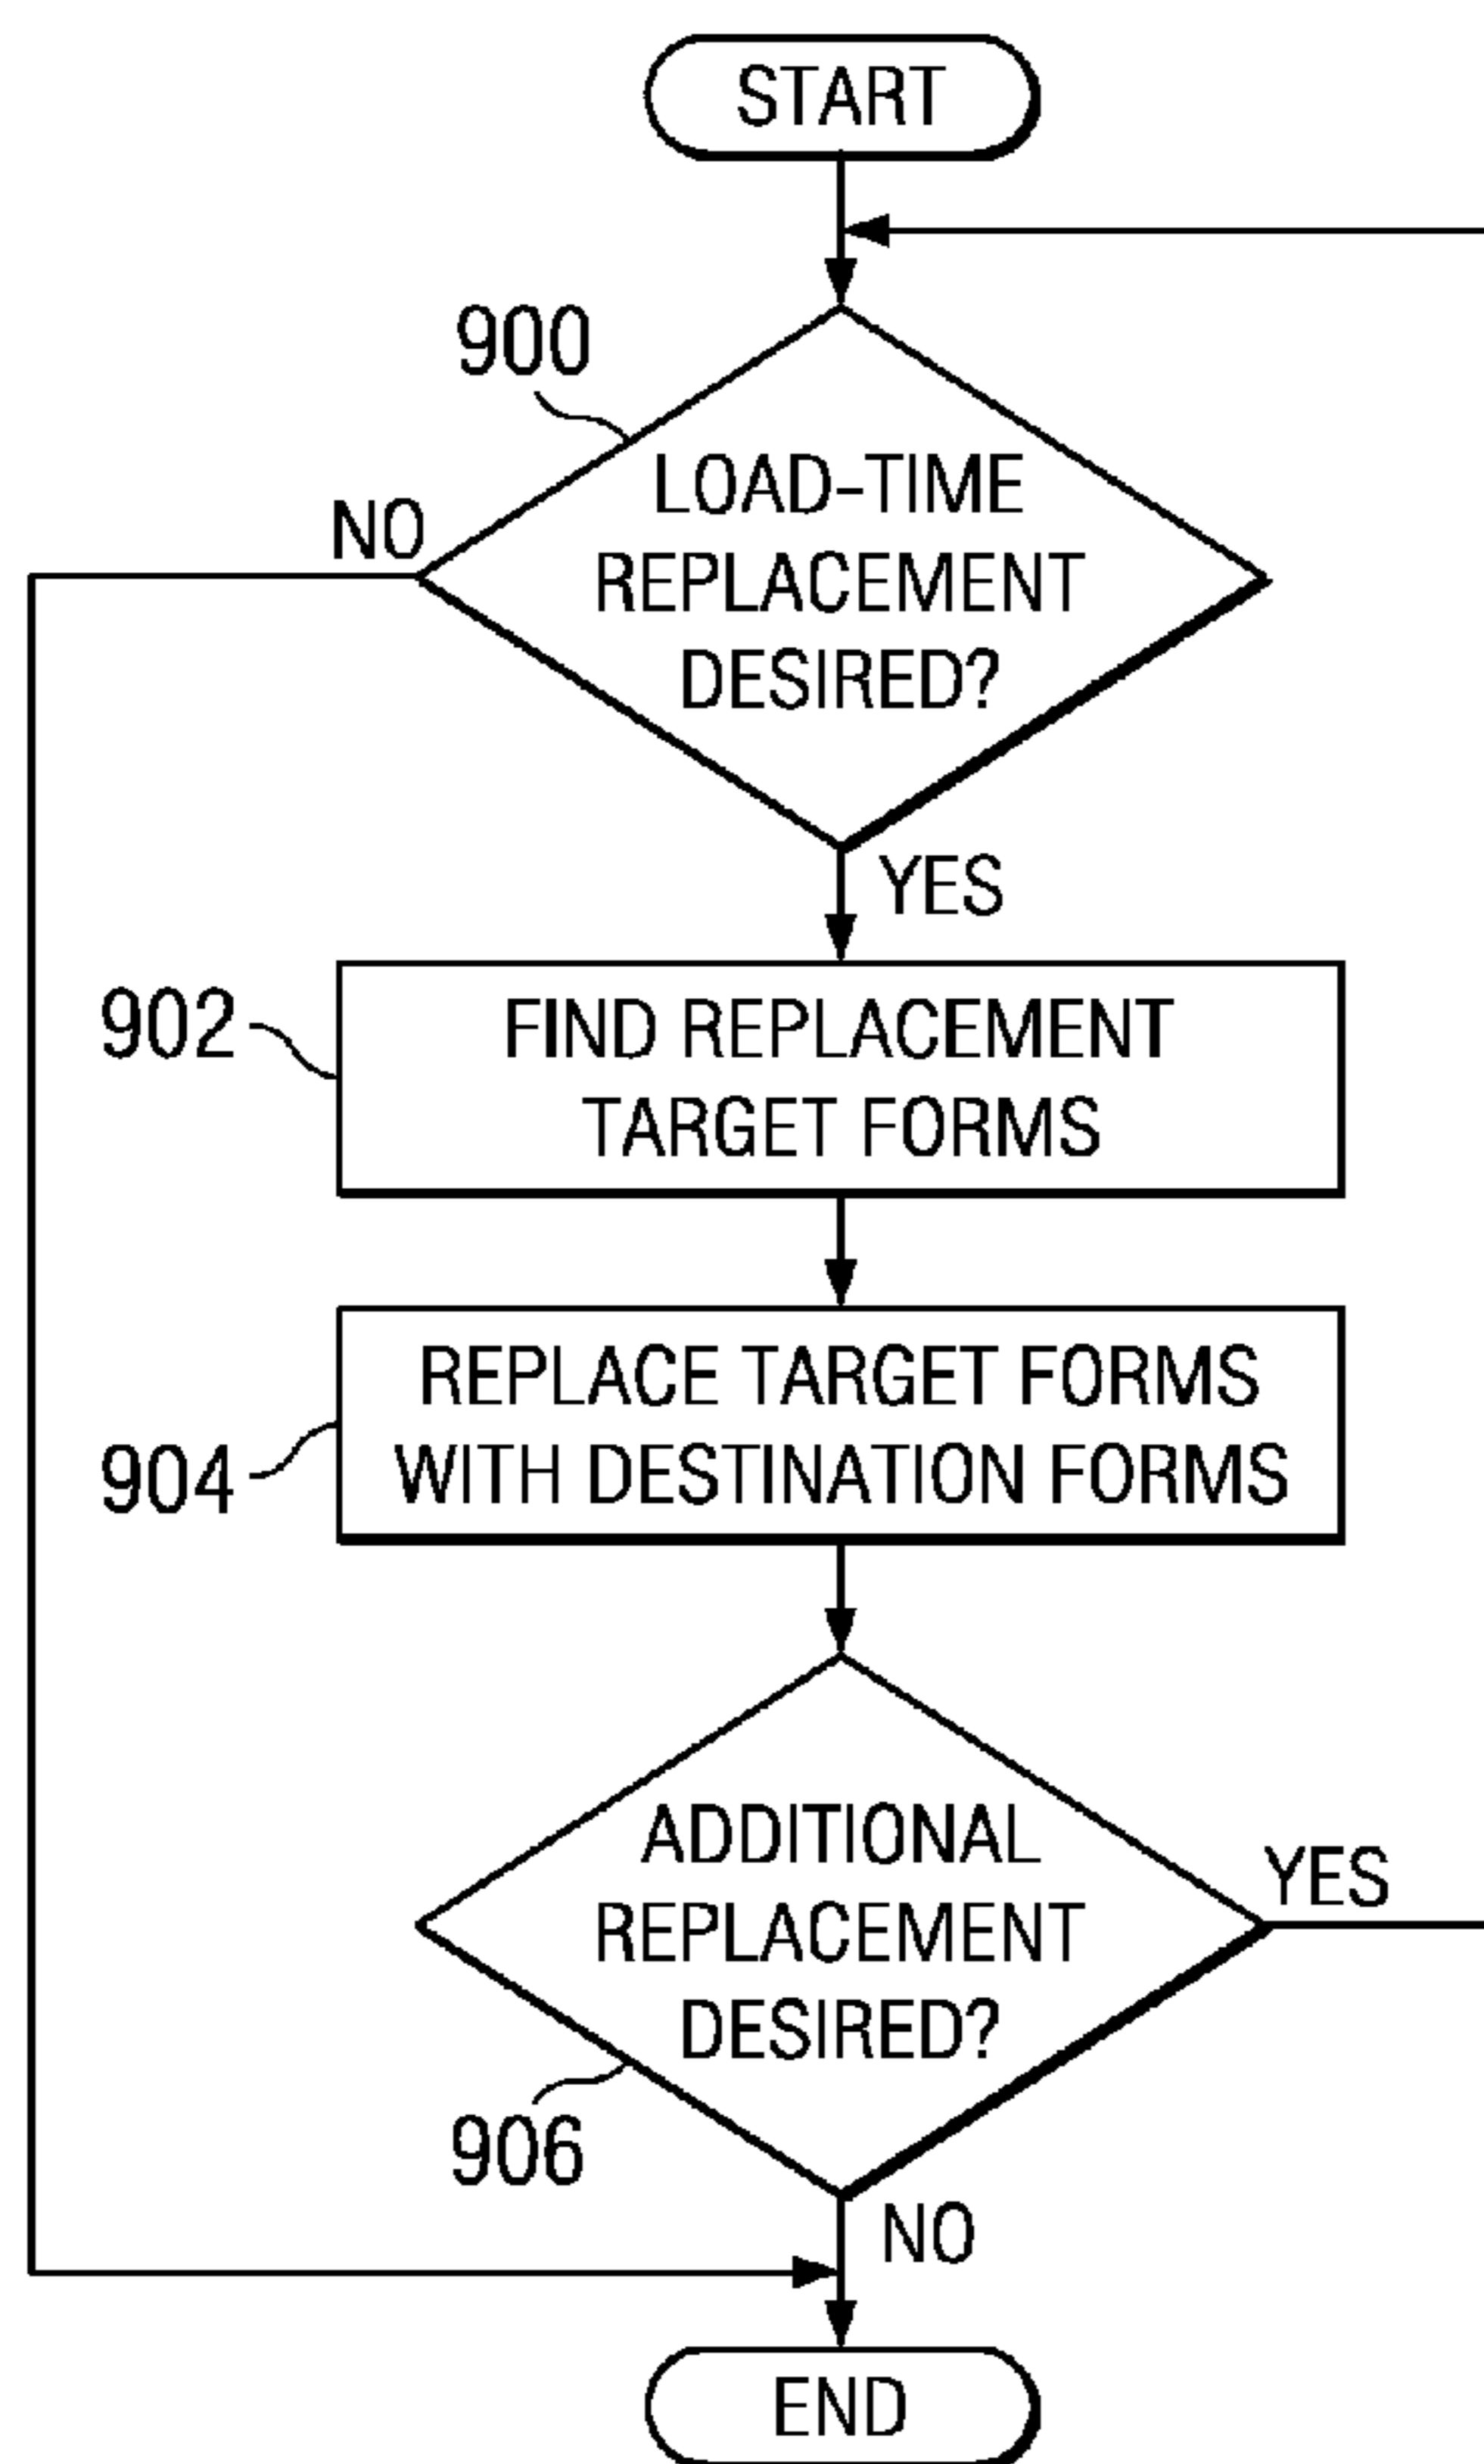 START
900
LOAD-TIME
REPLACEMENT
DESIRED?
NO
YES
902
FIND REPLACEMENT
TARGET FORMS
904
REPLACE TARGET FORMS
WITH DESTINATION FORMS
ADDITIONAL
REPLACEMENT
DESIRED?
YES
906
NO
END